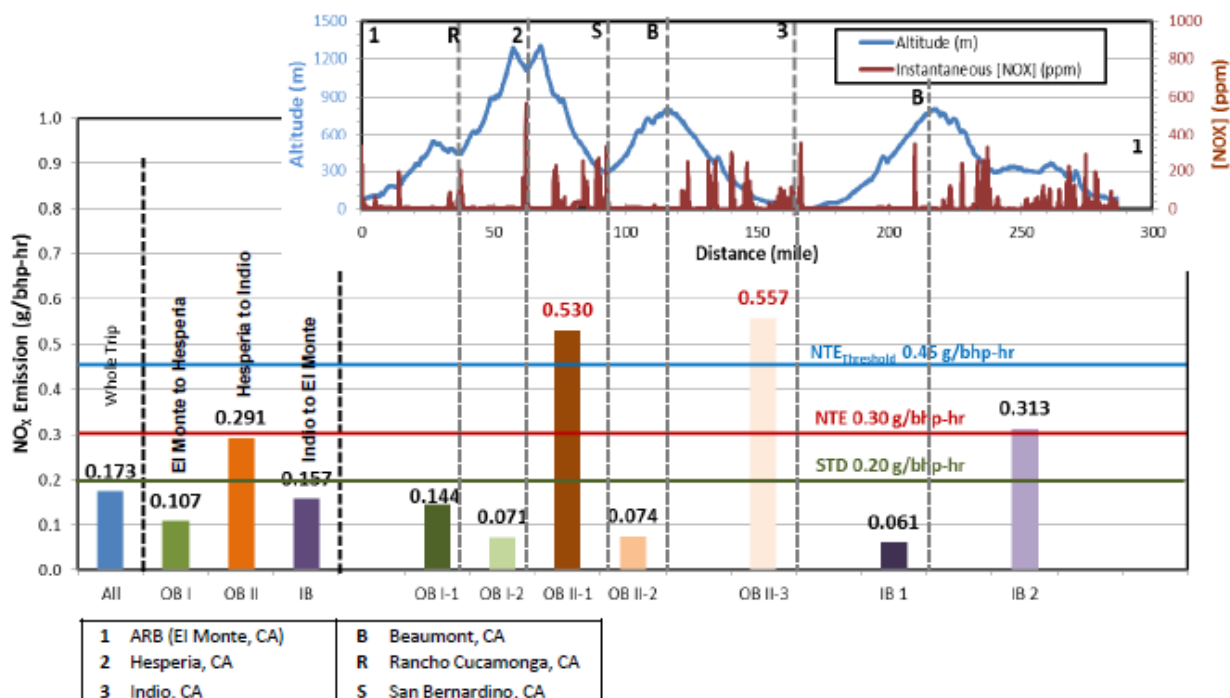 1500
1200
900
600
300
0
Altitude (m)
1 R 2 S B 3 B 1
Altitude (m)
Instantaneous [NOX] (ppm)
1000
800
600
400
200
0
[NOX] (ppm)
0 50 100 150 200 250 300
Distance (mile)
NOX Emission (g/bhp-hr)
1.0
0.9
0.8
0.7
0.6
0.5
0.4
0.3
0.2
0.1
0.0
Whole Trip
El Monte to Hesperia
Hesperia to Indio
Indio to El Monte
0.173
0.107
0.291
0.157
0.144
0.071
0.530
0.074
0.557
0.061
0.313
NTEThreshold 0.45 g/bhp-hr
NTE 0.30 g/bhp-hr
STD 0.20 g/bhp-hr
All OB I OB II IB OB I-1 OB I-2 OB II-1 OB II-2 OB II-3 IB 1 IB 2
1 ARB (El Monte, CA) B Beaumont, CA
2 Hesperia, CA R Rancho Cucamonga, CA
3 Indio, CA S San Bernardino, CA